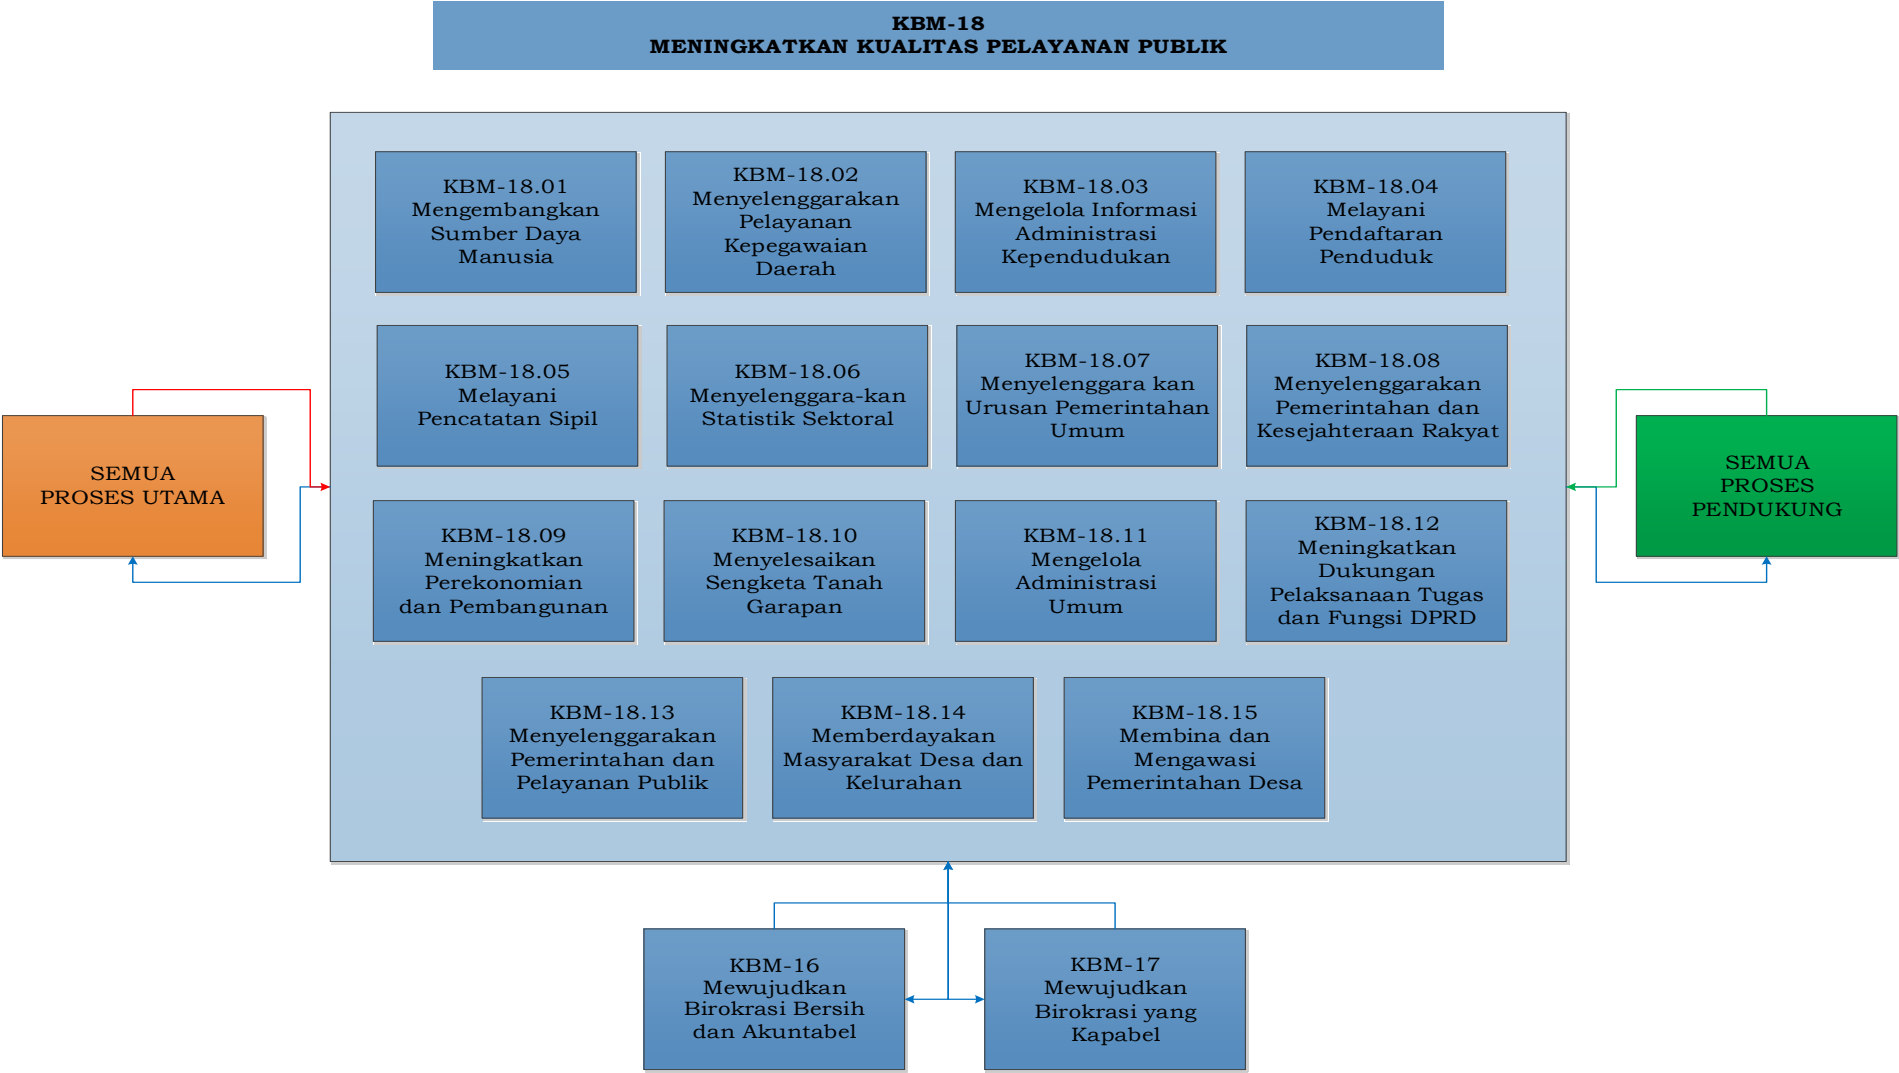 KBM-18
MENINGKATKAN KUALITAS PELAYANAN PUBLIK
KBM-18.01
Mengembangkan
Sumber Daya
Manusia
KBM-18.02
Menyelenggarakan
Pelayanan
Kepegawaian
Daerah
KBM-18.03
Mengelola Informasi
Administrasi
Kependudukan
KBM-18.04
Melayani
Pendaftaran
Penduduk
KBM-18.05
Melayani
Pencatatan Sipil
KBM-18.06
Menyelenggara-kan
Statistik Sektoral
KBM-18.07
Menyelenggara kan
Urusan Pemerintahan
Umum
KBM-18.08
Menyelenggarakan
Pemerintahan dan
Kesejahteraan Rakyat
SEMUA
PROSES UTAMA
SEMUA
PROSES
PENDUKUNG
KBM-18.09
Meningkatkan
Perekonomian
dan Pembangunan
KBM-18.10
Menyelesaikan
Sengketa Tanah
Garapan
KBM-18.11
Mengelola
Administrasi
Umum
KBM-18.12
Meningkatkan
Dukungan
Pelaksanaan Tugas
dan Fungsi DPRD
KBM-18.13
Menyelenggarakan
Pemerintahan dan
Pelayanan Publik
KBM-18.14
Memberdayakan
Masyarakat Desa dan
Kelurahan
KBM-18.15
Membina dan
Mengawasi
Pemerintahan Desa
KBM-16
Mewujudkan
Birokrasi Bersih
dan Akuntabel
KBM-17
Mewujudkan
Birokrasi yang
Kapabel